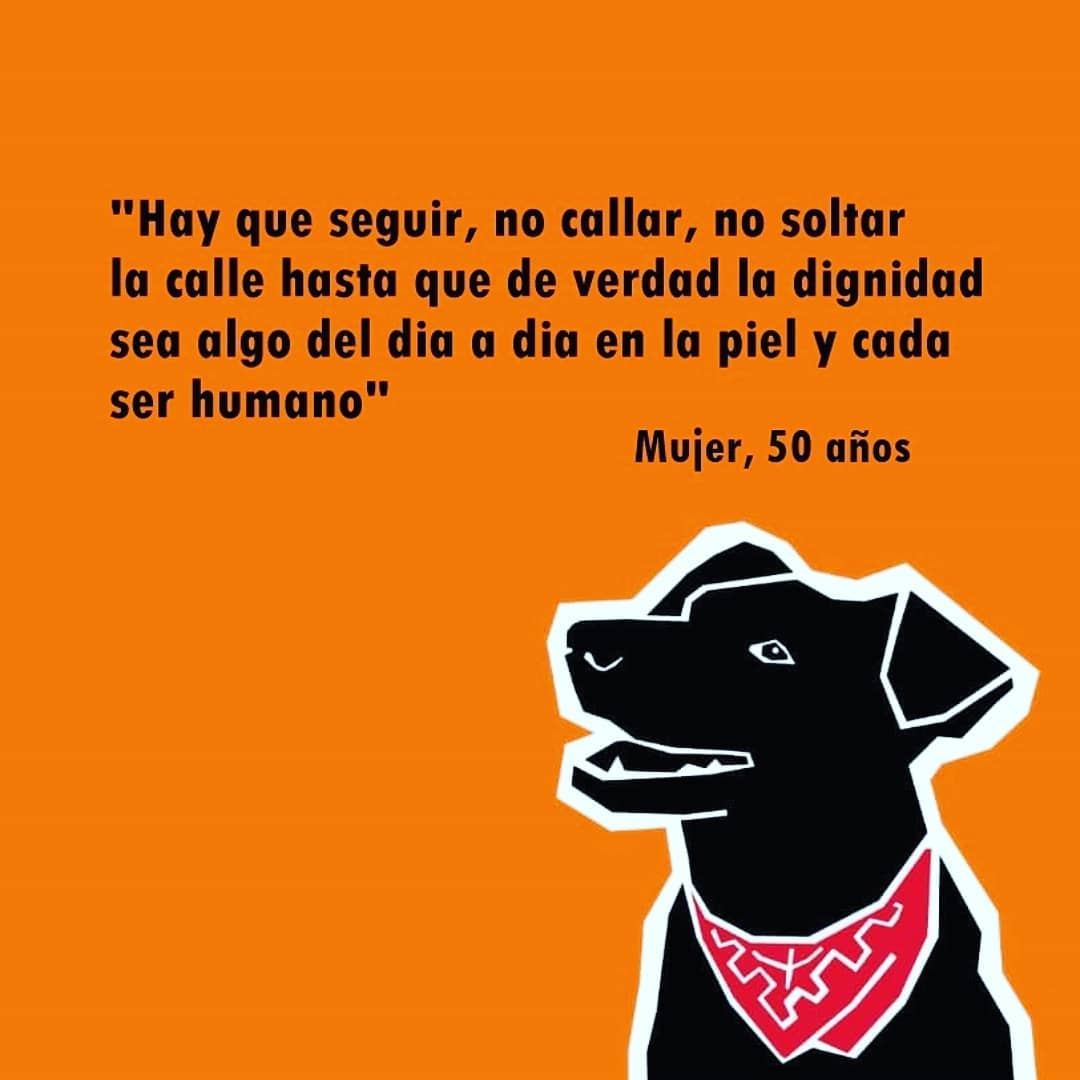 "Hay que seguir, no callar, no soltar
la calle hasta que de verdad la dignidad
sea algo del dia a dia en la piel y cada
ser humano"
Mujer, 50 años